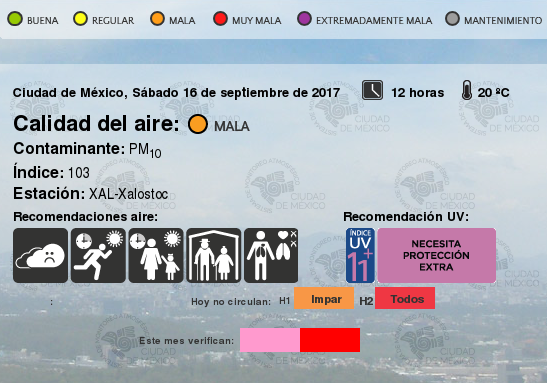 BUENA REGULAR MALA MUY MALA EXTREMADAMENTE MALA MANTENIMIENTO
Ciudad de México, Sábado 16 de septiembre de 2017 12 horas 20 ºC
Calidad del aire: MALA
Contaminante: PM10
Índice: 103
Estación: XAL-Xalostoc
Recomendaciones aire: Recomendación UV:
ÍNDICE UV 11+ NECESITA PROTECCIÓN EXTRA
: Hoy no circulan: H1 Impar H2 Todos
Este mes verifican: